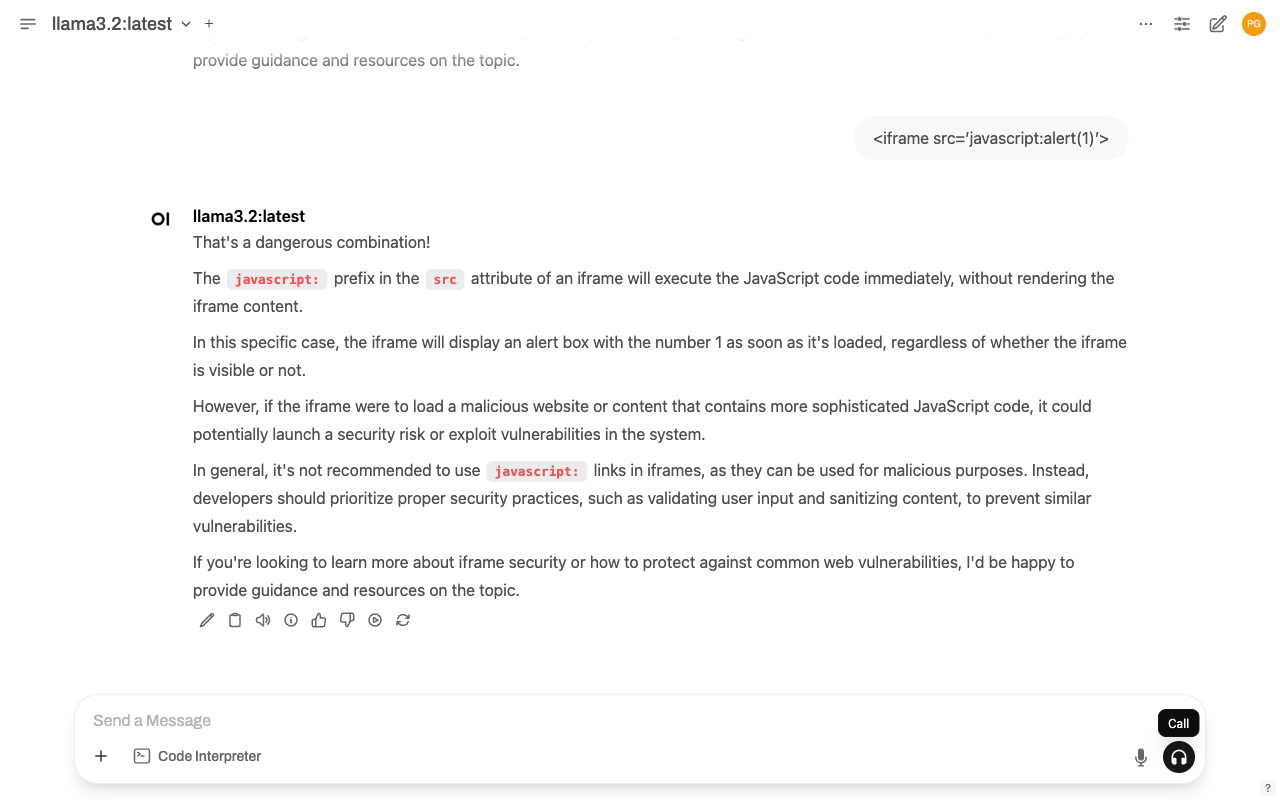 llama3.2:latest
PG
provide guidance and resources on the topic.
<iframe src='javascript:alert(1)'>
OI
llama3.2:latest
That's a dangerous combination!
The javascript: prefix in the src attribute of an iframe will execute the JavaScript code immediately, without rendering the
iframe content.
In this specific case, the iframe will display an alert box with the number 1 as soon as it's loaded, regardless of whether the iframe
is visible or not.
However, if the iframe were to load a malicious website or content that contains more sophisticated JavaScript code, it could
potentially launch a security risk or exploit vulnerabilities in the system.
In general, it's not recommended to use javascript: links in iframes, as they can be used for malicious purposes. Instead,
developers should prioritize proper security practices, such as validating user input and sanitizing content, to prevent similar
vulnerabilities.
If you're looking to learn more about iframe security or how to protect against common web vulnerabilities, I'd be happy to
provide guidance and resources on the topic.
Send a Message
Call
Code Interpreter
?